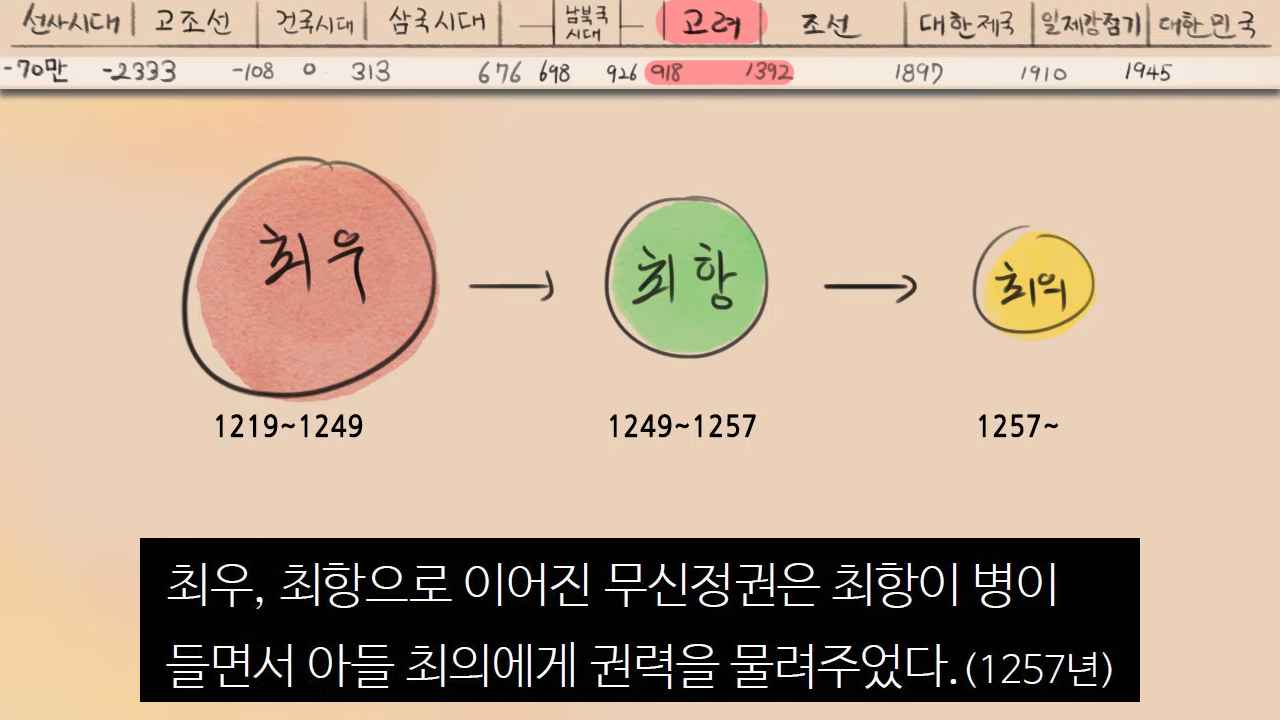 선사시대 고조선 건국시대 삼국시대 남북국 시대 고려 조선 대한제국 일제강점기 대한민국
-70만 -2333 -108 0 313 676 698 926 918 1392 1897 1910 1945
최우 최항 최의
1219~1249 1249~1257 1257~
최우, 최항으로 이어진 무신정권은 최항이 병이
들면서 아들 최의에게 권력을 물려주었다.(1257년)